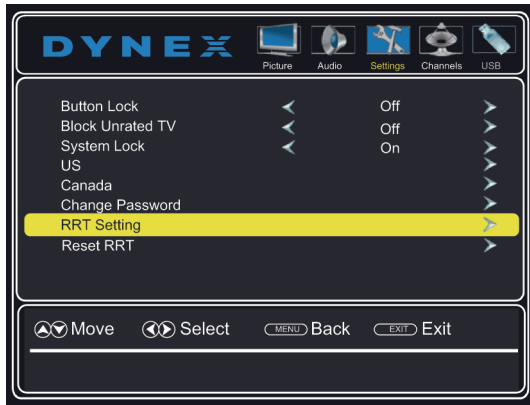 DYNEX
Picture Audio Settings Channels USB
Button Lock Off
Block Unrated TV Off
System Lock On
US
Canada
Change Password
RRT Setting
Reset RRT
Move Select MENU Back EXIT Exit